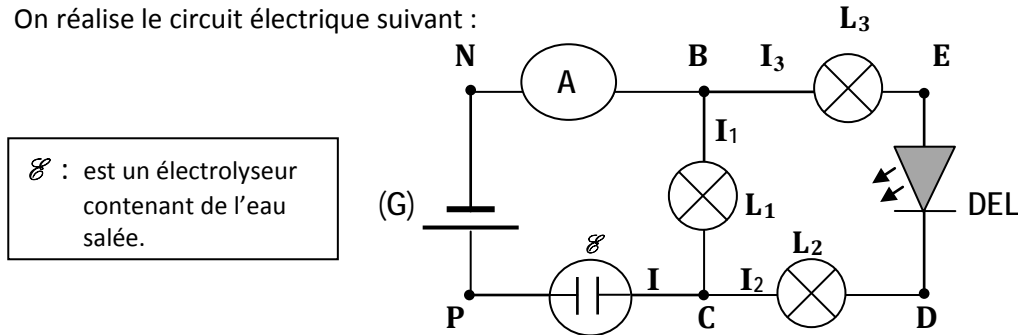 On réalise le circuit électrique suivant :
ℰ : est un électrolyseur
contenant de l'eau
salée.
L₃
N
B
I₃
E
A
I₁
(G)
L₁
DEL
ℰ
L₂
I
I₂
P
C
D